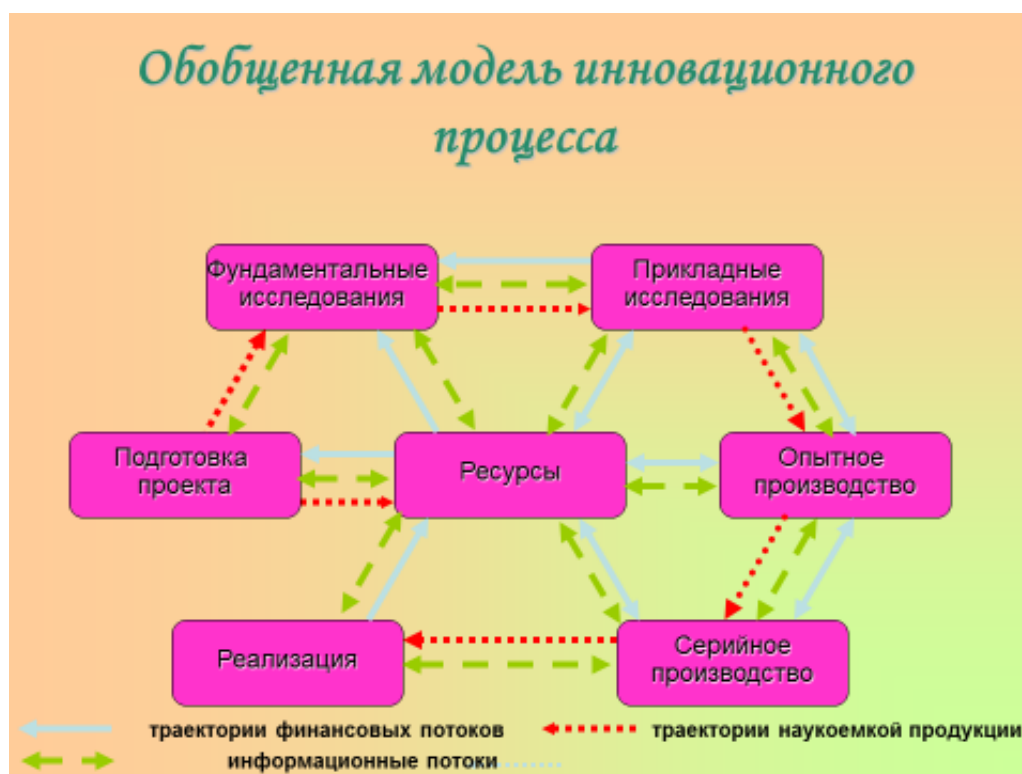 Обобщенная модель инновационного
процесса
Фундаментальные
исследования
Прикладные
исследования
Подготовка
проекта
Ресурсы
Опытное
производство
Реализация
Серийное
производство
траектории финансовых потоков
траектории наукоемкой продукции
информационные потоки